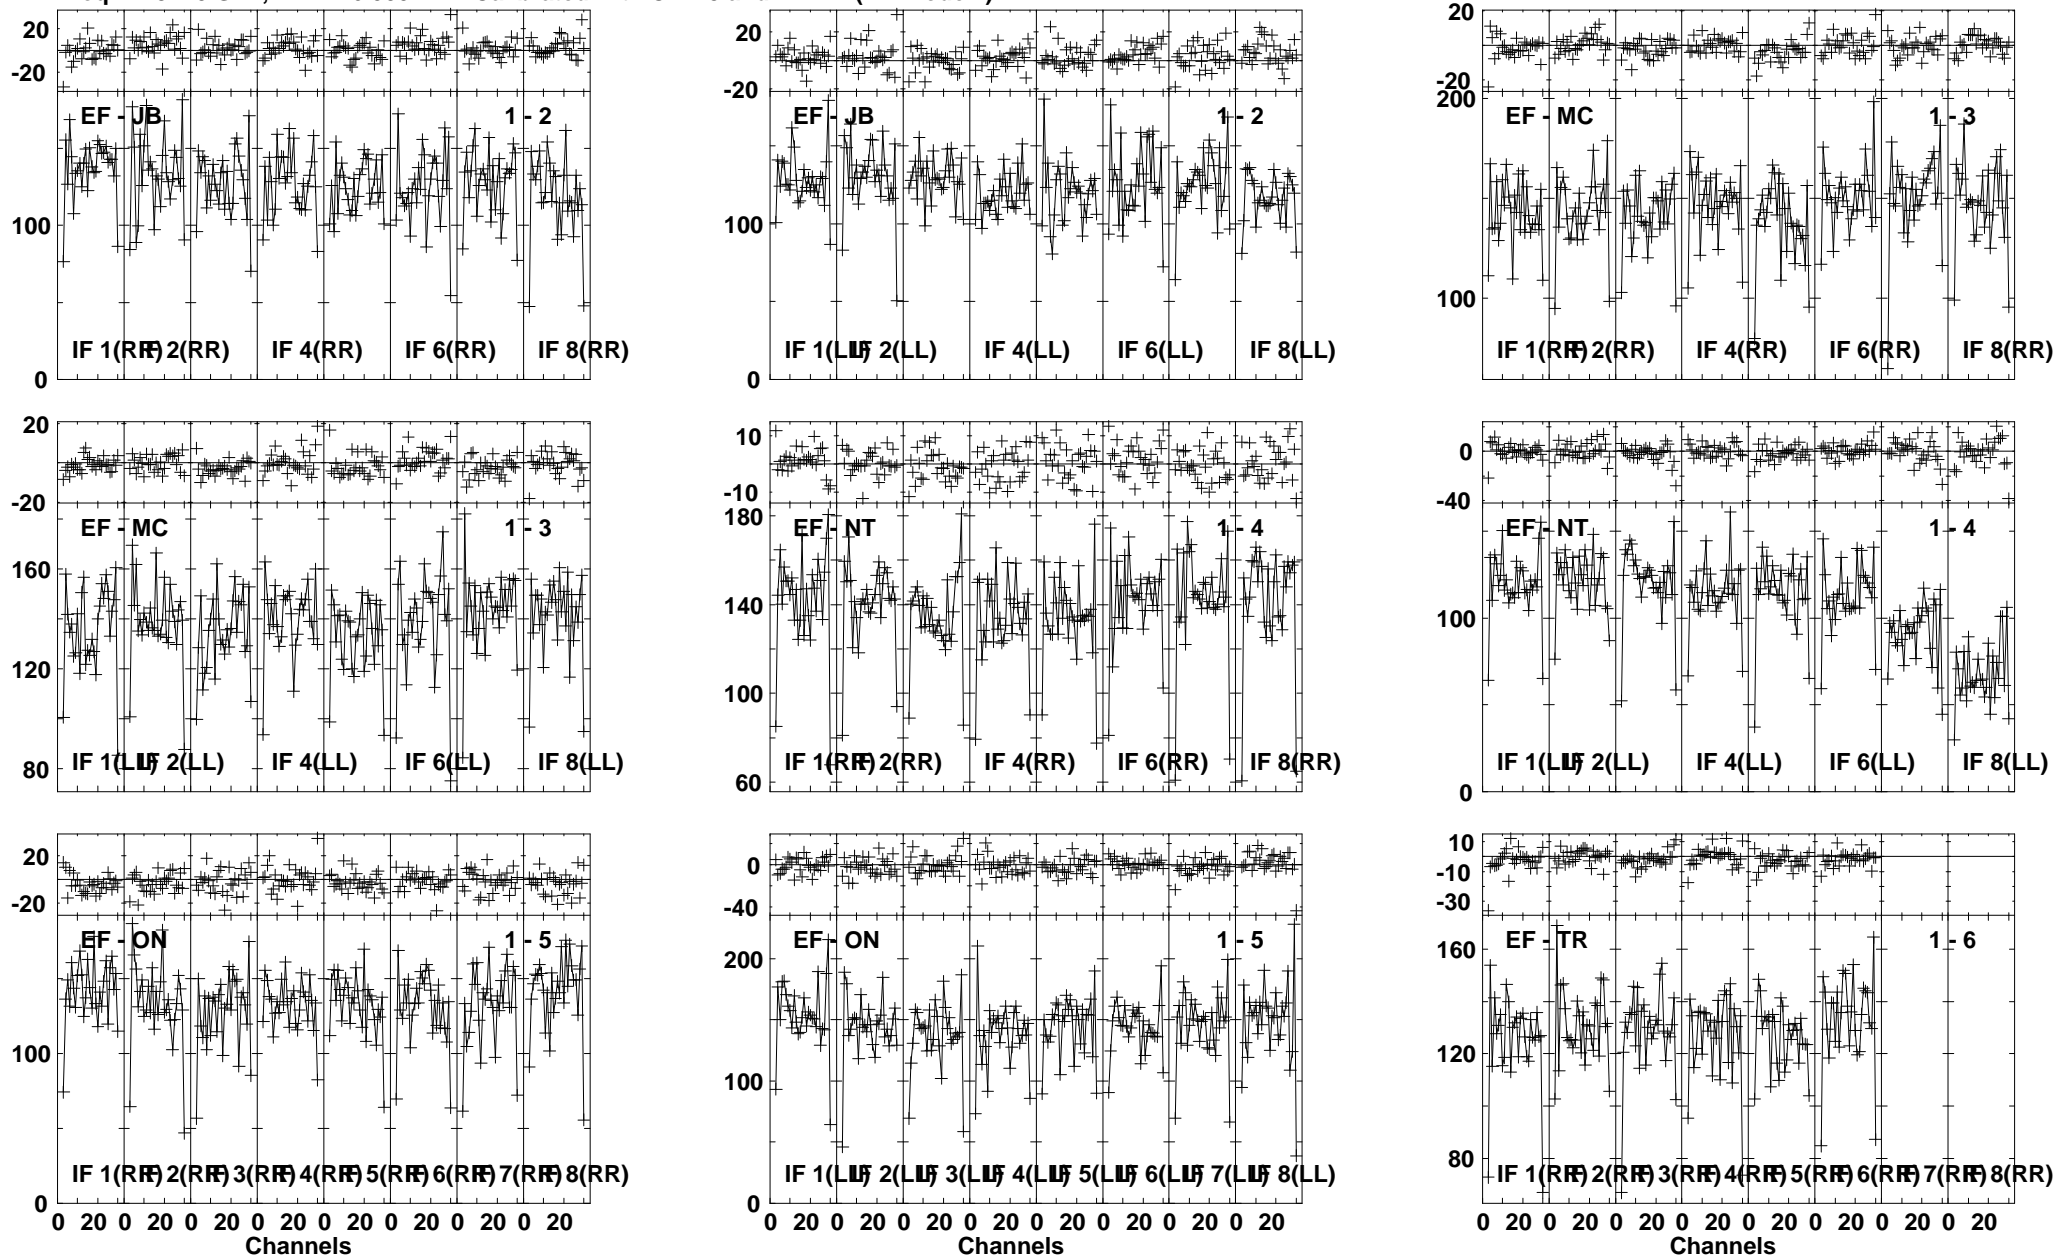 20
-20
EF - JB 1 - 2
100
0
IF 1(RR) IF 2(RR) IF 4(RR) IF 6(RR) IF 8(RR)
20
-20
EF - JB 1 - 2
100
0
IF 1(LL) IF 2(LL) IF 4(LL) IF 6(LL) IF 8(LL)
20
-20
200
EF - MC 1 - 3
100
IF 1(RR) IF 2(RR) IF 4(RR) IF 6(RR) IF 8(RR)
20
-20
EF - MC 1 - 3
160
120
80
IF 1(LL) IF 2(LL) IF 4(LL) IF 6(LL) IF 8(LL)
10
-10
180
EF - NT 1 - 4
140
100
60
IF 1(RR) IF 2(RR) IF 4(RR) IF 6(RR) IF 8(RR)
0
-40
EF - NT 1 - 4
100
0
IF 1(LL) IF 2(LL) IF 4(LL) IF 6(LL) IF 8(LL)
20
-20
EF - ON 1 - 5
100
0
IF 1(RR) IF 2(RR) IF 3(RR) IF 4(RR) IF 5(RR) IF 6(RR) IF 7(RR) IF 8(RR)
0 20 0 20 0 20 0 20 0 20 0 20 0 20 0 20
Channels
0
-40
EF - ON 1 - 5
200
100
0
IF 1(LL) IF 2(LL) IF 3(LL) IF 4(LL) IF 5(LL) IF 6(LL) IF 7(LL) IF 8(LL)
0 20 0 20 0 20 0 20 0 20 0 20 0 20 0 20
Channels
10
-10
-30
EF - TR 1 - 6
160
120
80
IF 1(RR) IF 2(RR) IF 3(RR) IF 4(RR) IF 5(RR) IF 6(RR) IF 7(RR) IF 8(RR)
0 20 0 20 0 20 0 20 0 20 0 20 0 20 0 20
Channels